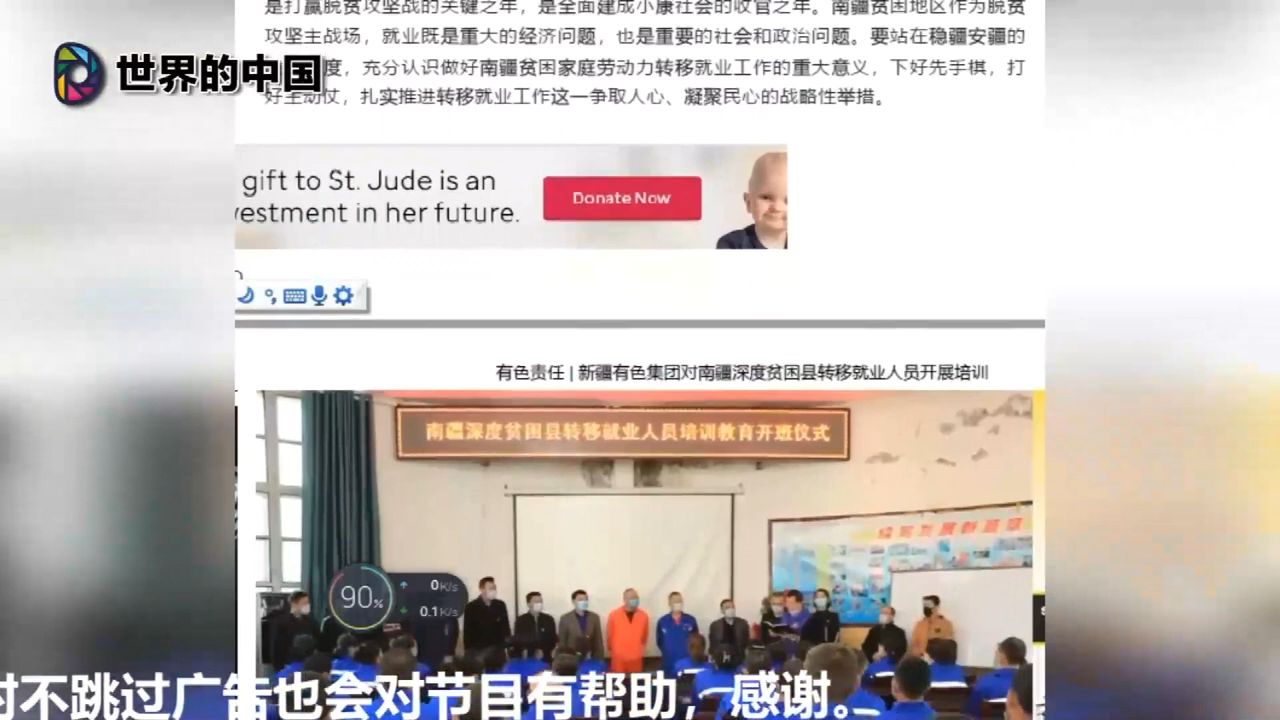 是打赢脱贫攻坚战的关键之年，是全面建成小康社会的收官之年。南疆贫困地区作为脱贫
攻坚主战场，就业既是重大的经济问题，也是重要的社会和政治问题。要站在稳疆安疆的
度，充分认识做好南疆贫困家庭劳动力转移就业工作的重大意义，下好先手棋，打
好主动仗，扎实推进转移就业工作这一争取人心、凝聚民心的战略性举措。
世界的中国
gift to St. Jude is an
vestment in her future.
Donate Now
有色责任 | 新疆有色集团对南疆深度贫困县转移就业人员开展培训
南疆深度贫困县转移就业人员培训教育开班仪式
90%
0K/s
0.1K/s
时不跳过广告也会对节目有帮助，感谢。